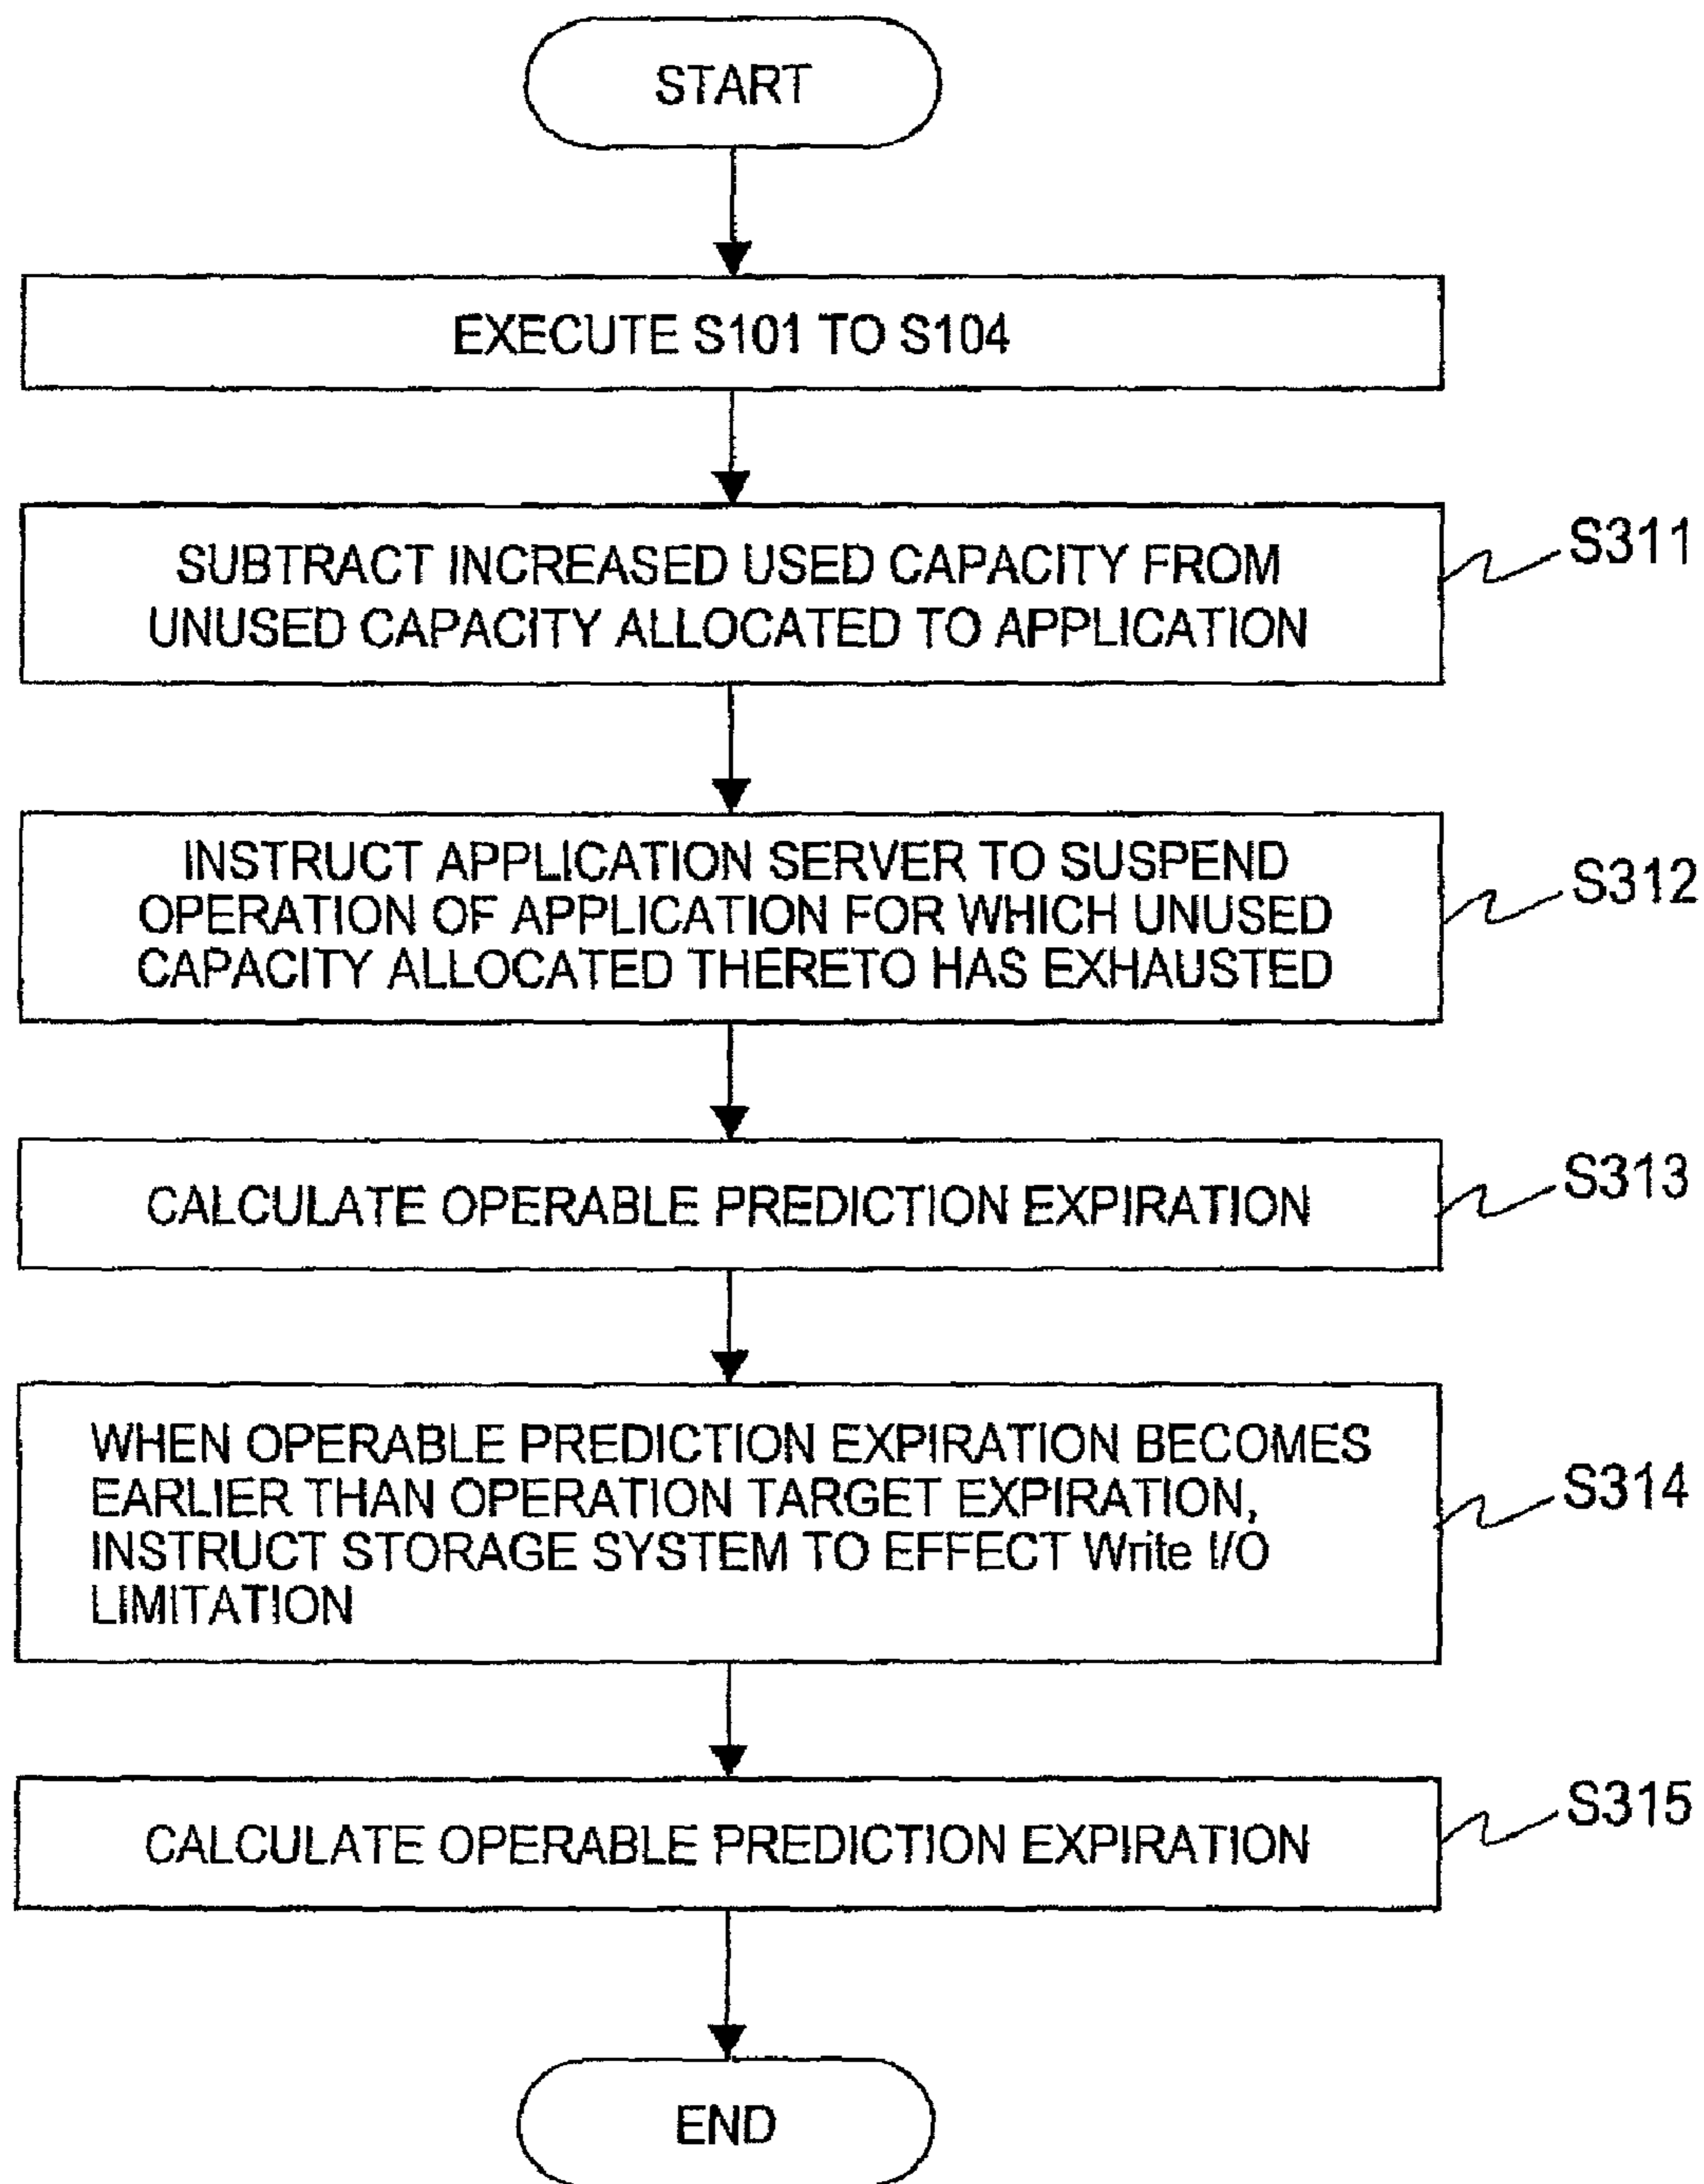 START
EXECUTE S101 TO S104
SUBTRACT INCREASED USED CAPACITY FROM
UNUSED CAPACITY ALLOCATED TO APPLICATION
S311
INSTRUCT APPLICATION SERVER TO SUSPEND
OPERATION OF APPLICATION FOR WHICH UNUSED
CAPACITY ALLOCATED THERETO HAS EXHAUSTED
S312
CALCULATE OPERABLE PREDICTION EXPIRATION
S313
WHEN OPERABLE PREDICTION EXPIRATION BECOMES
EARLIER THAN OPERATION TARGET EXPIRATION,
INSTRUCT STORAGE SYSTEM TO EFFECT Write I/O
LIMITATION
S314
CALCULATE OPERABLE PREDICTION EXPIRATION
S315
END